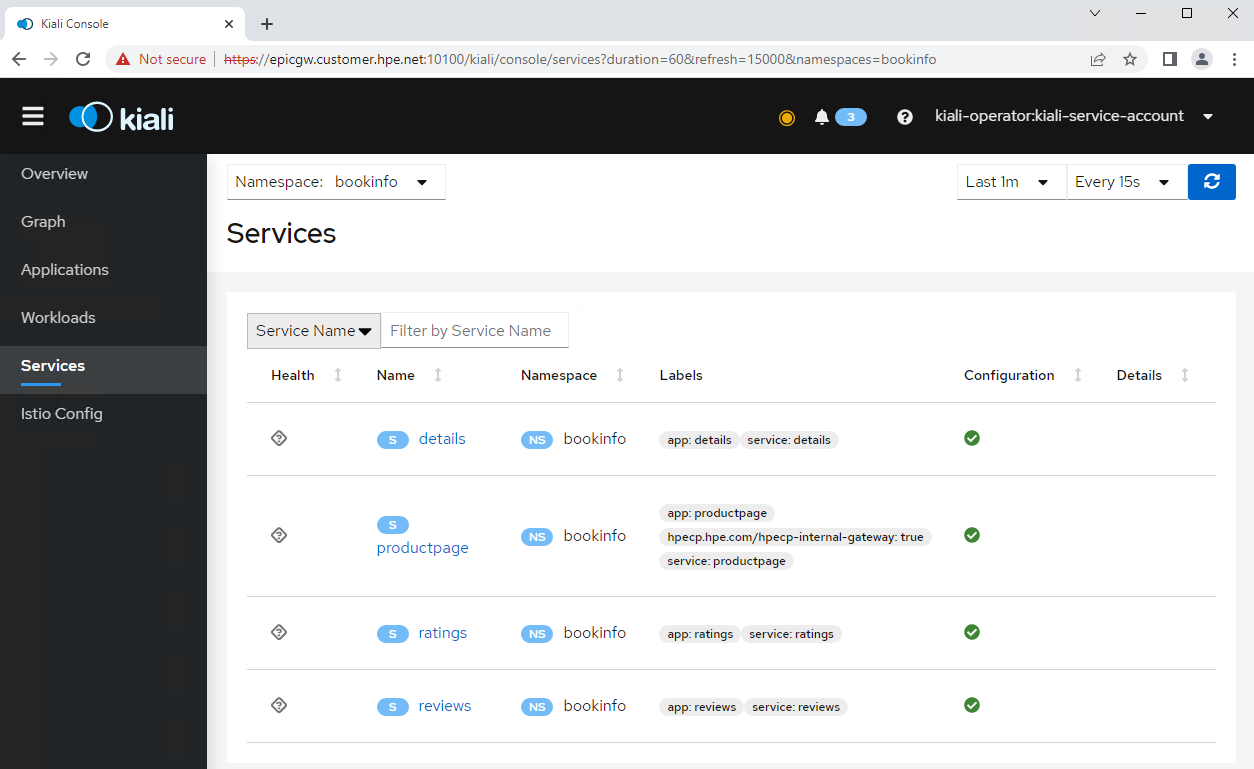 Kiali Console
Not secure https://epicgw.customer.hpe.net:10100/kiali/console/services?duration=60&refresh=15000&namespaces=bookinfo
kiali 3 kiali-operator:kiali-service-account
Overview
Graph
Applications
Workloads
Services
Istio Config
Namespace: bookinfo Last 1m Every 15s
Services
Service Name Filter by Service Name
Health Name Namespace Labels Configuration Details
S details NS bookinfo app: details service: details
S productpage NS bookinfo app: productpage
hpecp.hpe.com/hpecp-internal-gateway: true
service: productpage
S ratings NS bookinfo app: ratings service: ratings
S reviews NS bookinfo app: reviews service: reviews